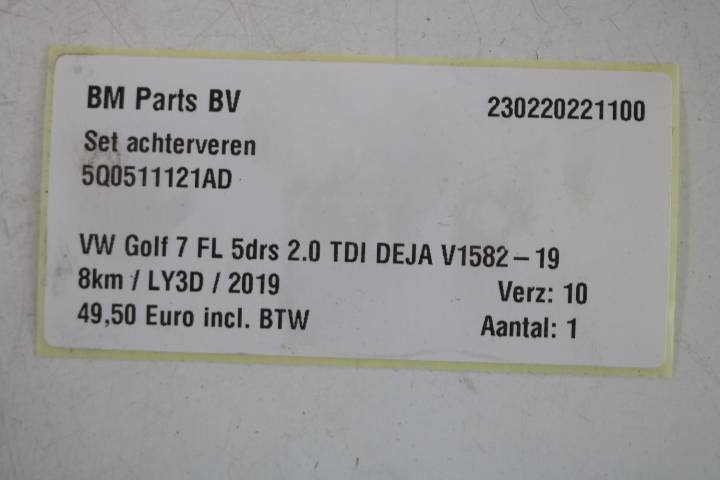 BM Parts BV 230220221100
Set achterveren
5Q0511121AD
VW Golf 7 FL 5drs 2.0 TDI DEJA V1582-19
8km / LY3D / 2019 Verz: 10
49,50 Euro incl. BTW Aantal: 1